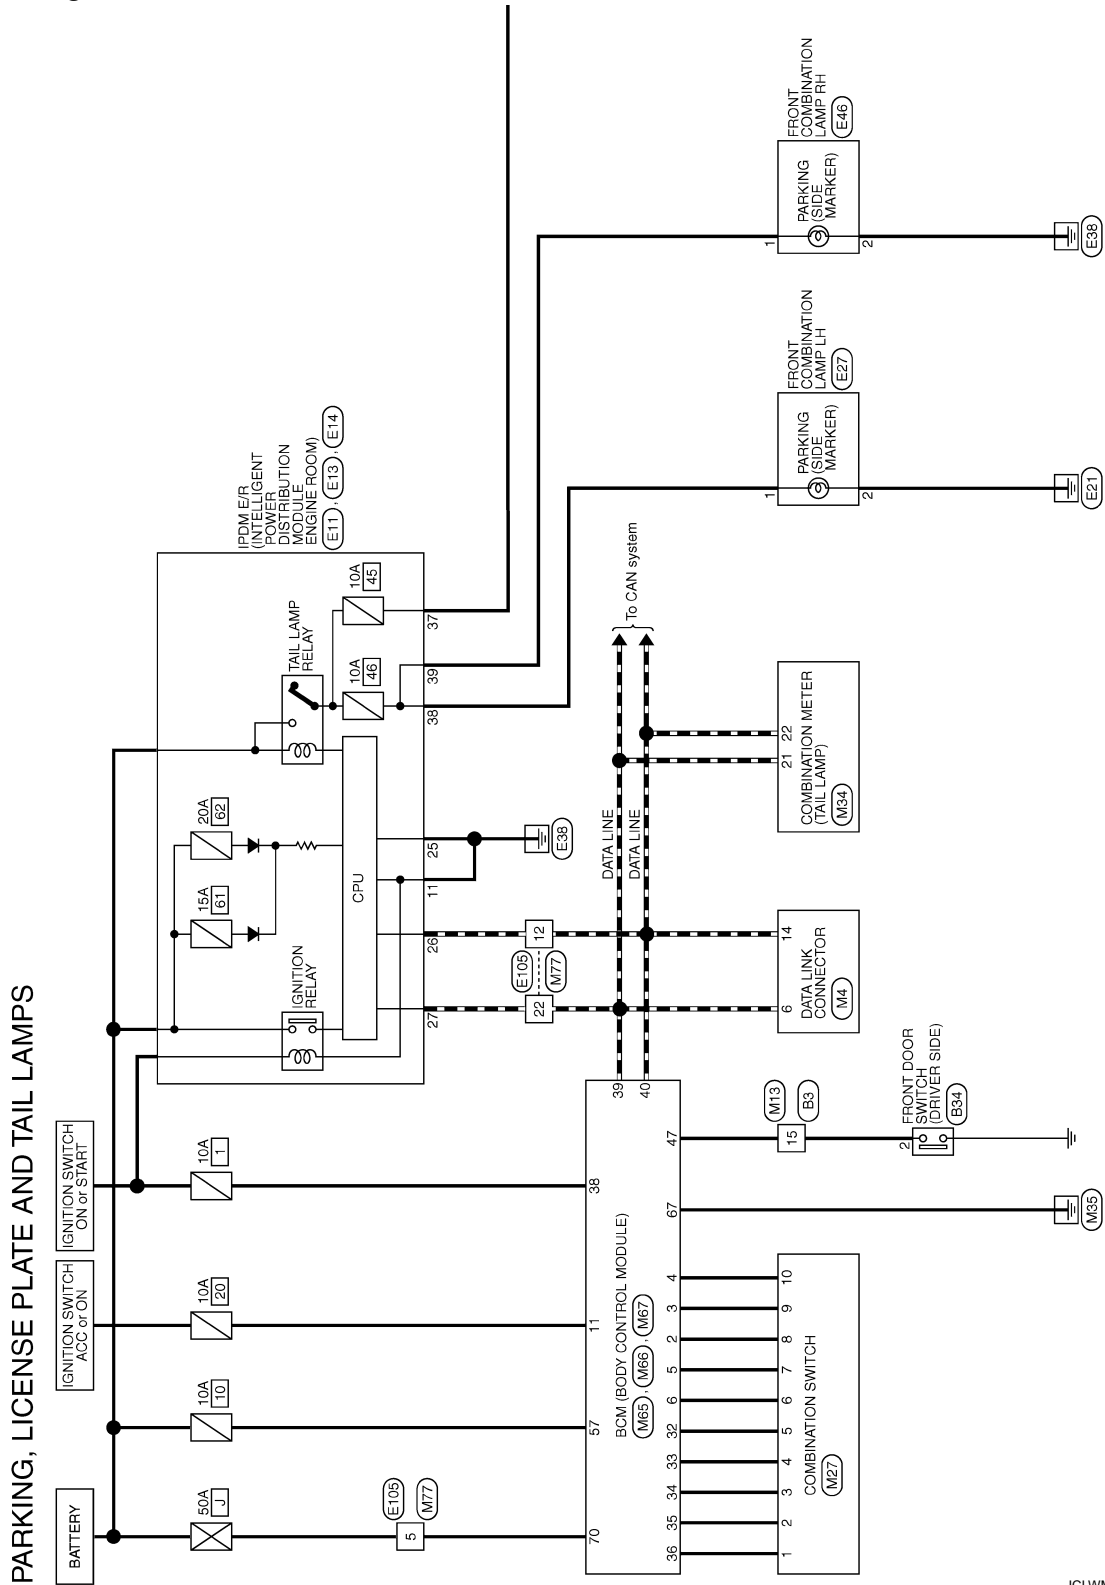 PARKING, LICENSE PLATE AND TAIL LAMPS
BATTERY
IGNITION SWITCH
ACC or ON
IGNITION SWITCH
ON or START
50A
J
10A
10
10A
20
10A
1
E105
M77
5
70
57
11
38
BCM (BODY CONTROL MODULE)
M65 , M66 , M67
36
35
34
33
32
6
5
2
3
4
67
47
39
40
1
2
3
4
5
6
7
8
9
10
COMBINATION SWITCH
M27
M35
M13
B3
15
2
FRONT DOOR
SWITCH
(DRIVER SIDE)
B34
IPDM E/R
(INTELLIGENT
POWER
DISTRIBUTION
MODULE
ENGINE ROOM)
E11 , E13 , E14
IGNITION
RELAY
15A
61
20A
62
TAIL LAMP
RELAY
10A
46
10A
45
CPU
27
26
11
25
38
39
37
E38
22
12
E105
M77
DATA LINE
DATA LINE
To CAN system
6
14
DATA LINK
CONNECTOR
M4
21
22
COMBINATION METER
(TAIL LAMP)
M34
FRONT
COMBINATION
LAMP LH
E27
1
PARKING
(SIDE
MARKER)
2
E21
FRONT
COMBINATION
LAMP RH
E46
1
PARKING
(SIDE
MARKER)
2
E38